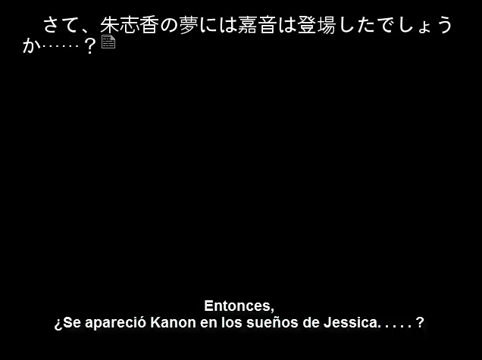 さて、朱志香の夢には嘉音は登場したでしょう
か……？
Entonces,
¿Se apareció Kanon en los sueños de Jessica. . . . . ?